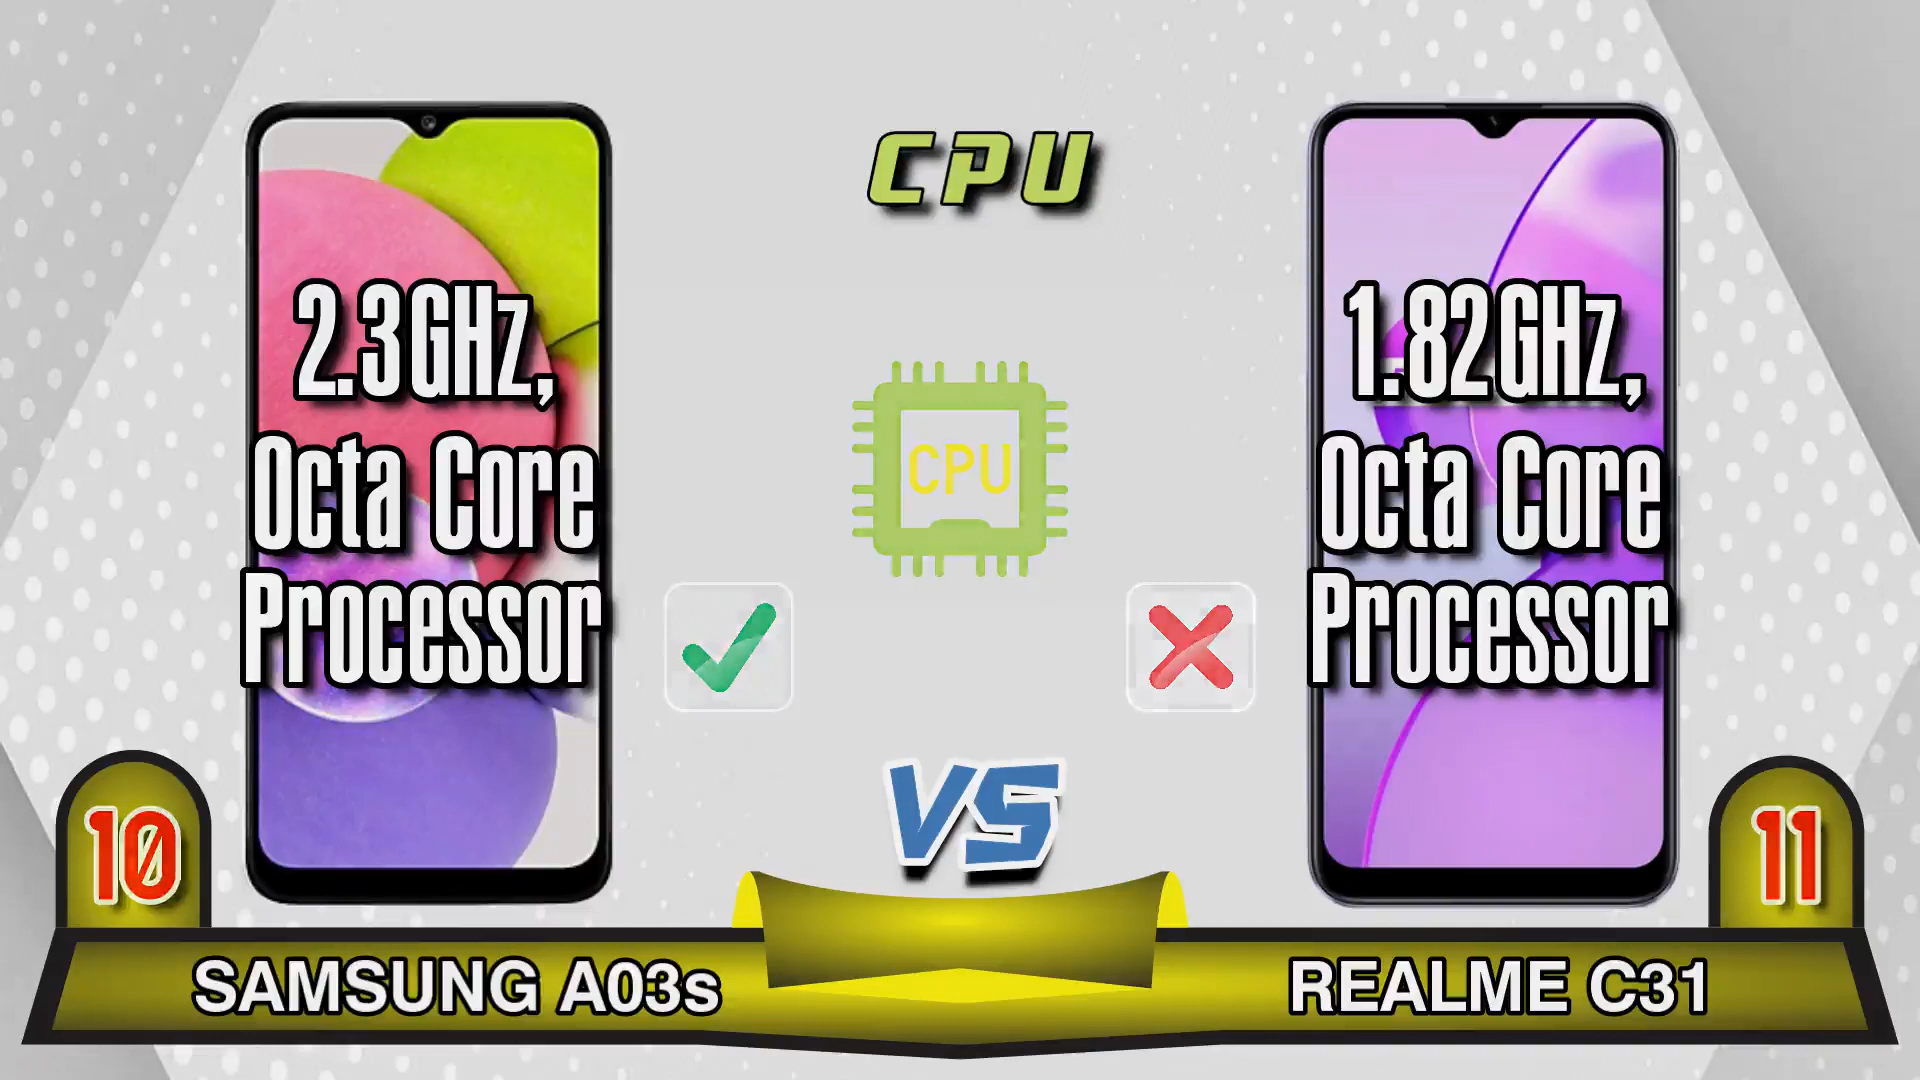 CPU
2.3GHz,
Octa Core
Processor
CPU
1.82GHz,
Octa Core
Processor
VS
10
11
SAMSUNG A03s
REALME C31